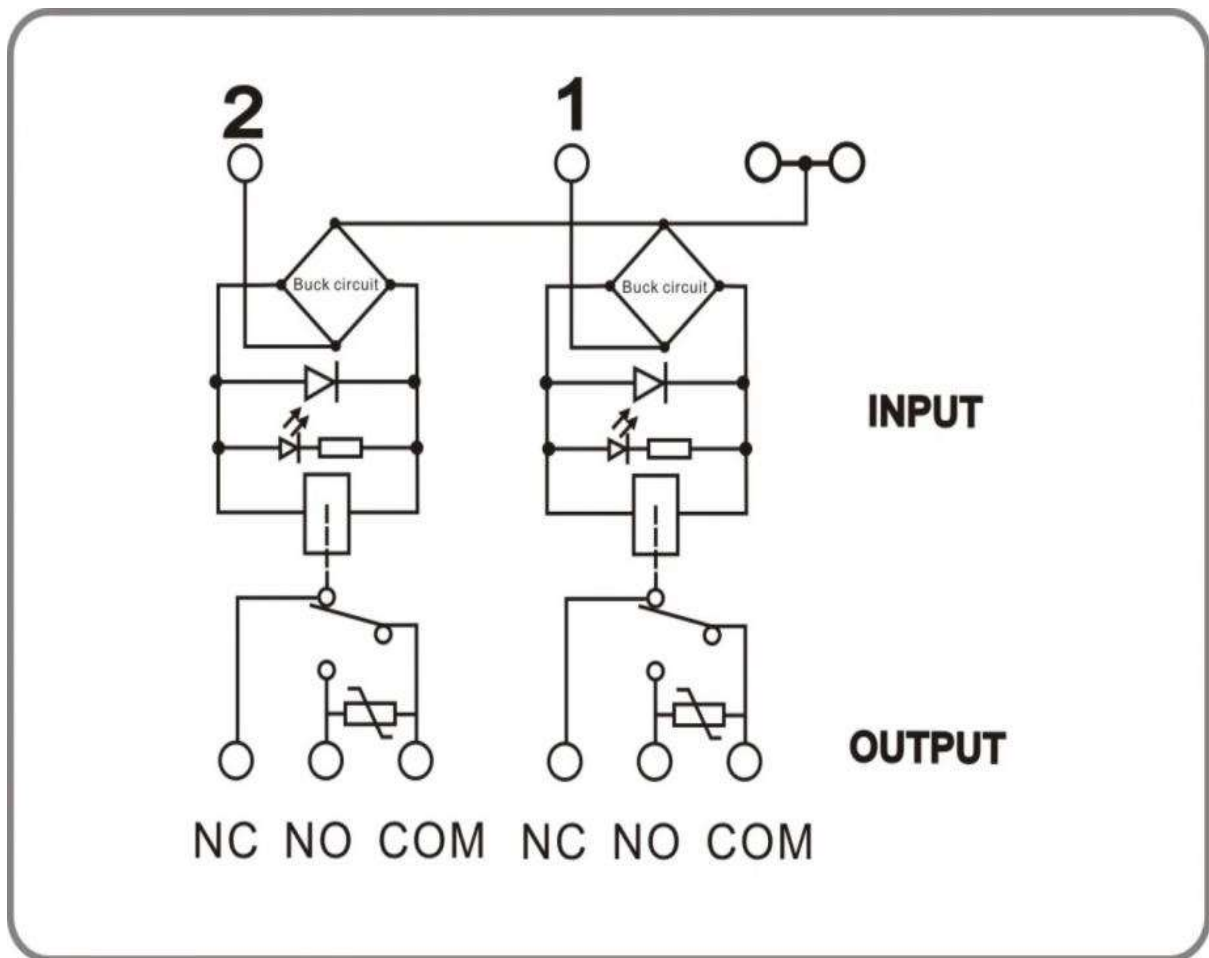 2 1
Buck circuit Buck circuit
INPUT
OUTPUT
NC NO COM NC NO COM